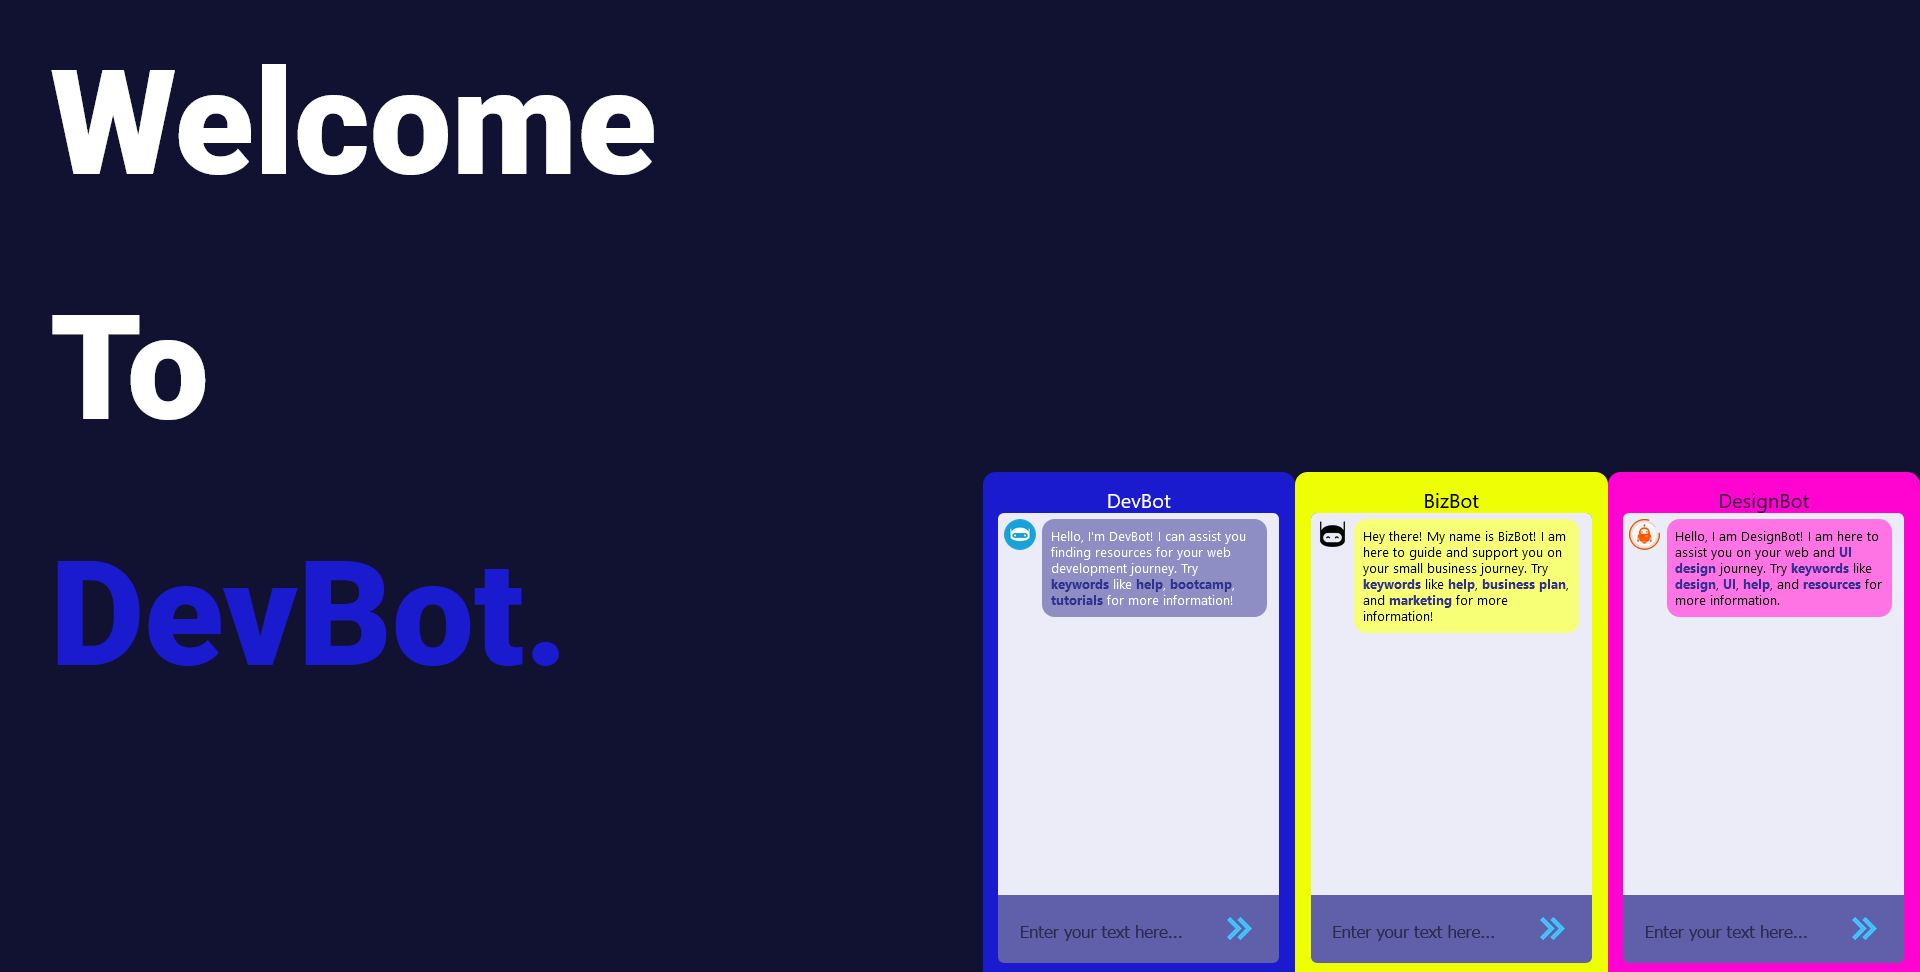 Welcome
To
DevBot.
DevBot
Hello, I'm DevBot! I can assist you
finding resources for your web
development journey. Try
keywords like help, bootcamp,
tutorials for more information!
Enter your text here...
BizBot
Hey there! My name is BizBot! I am
here to guide and support you on
your small business journey. Try
keywords like help, business plan,
and marketing for more
information!
Enter your text here...
DesignBot
Hello, I am DesignBot! I am here to
assist you on your web and UI
design journey. Try keywords like
design, UI, help, and resources for
more information.
Enter your text here...